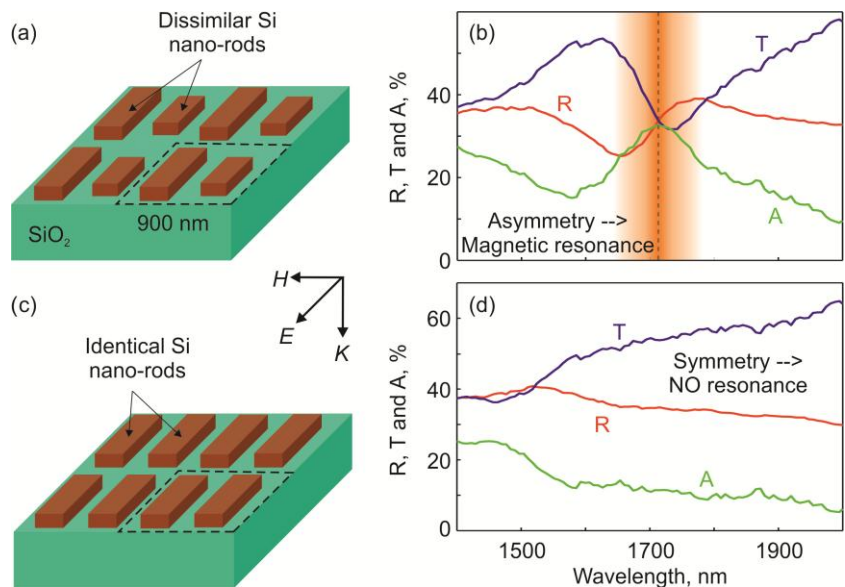 (a)
Dissimilar Si
nano-rods
SiO2
900 nm
(b)
R, T and A, %
40
20
0
T
R
A
Asymmetry -->
Magnetic resonance
H
E
K
(c)
Identical Si
nano-rods
(d)
R, T and A, %
60
40
20
0
T
R
A
Symmetry -->
NO resonance
1500
1700
1900
Wavelength, nm